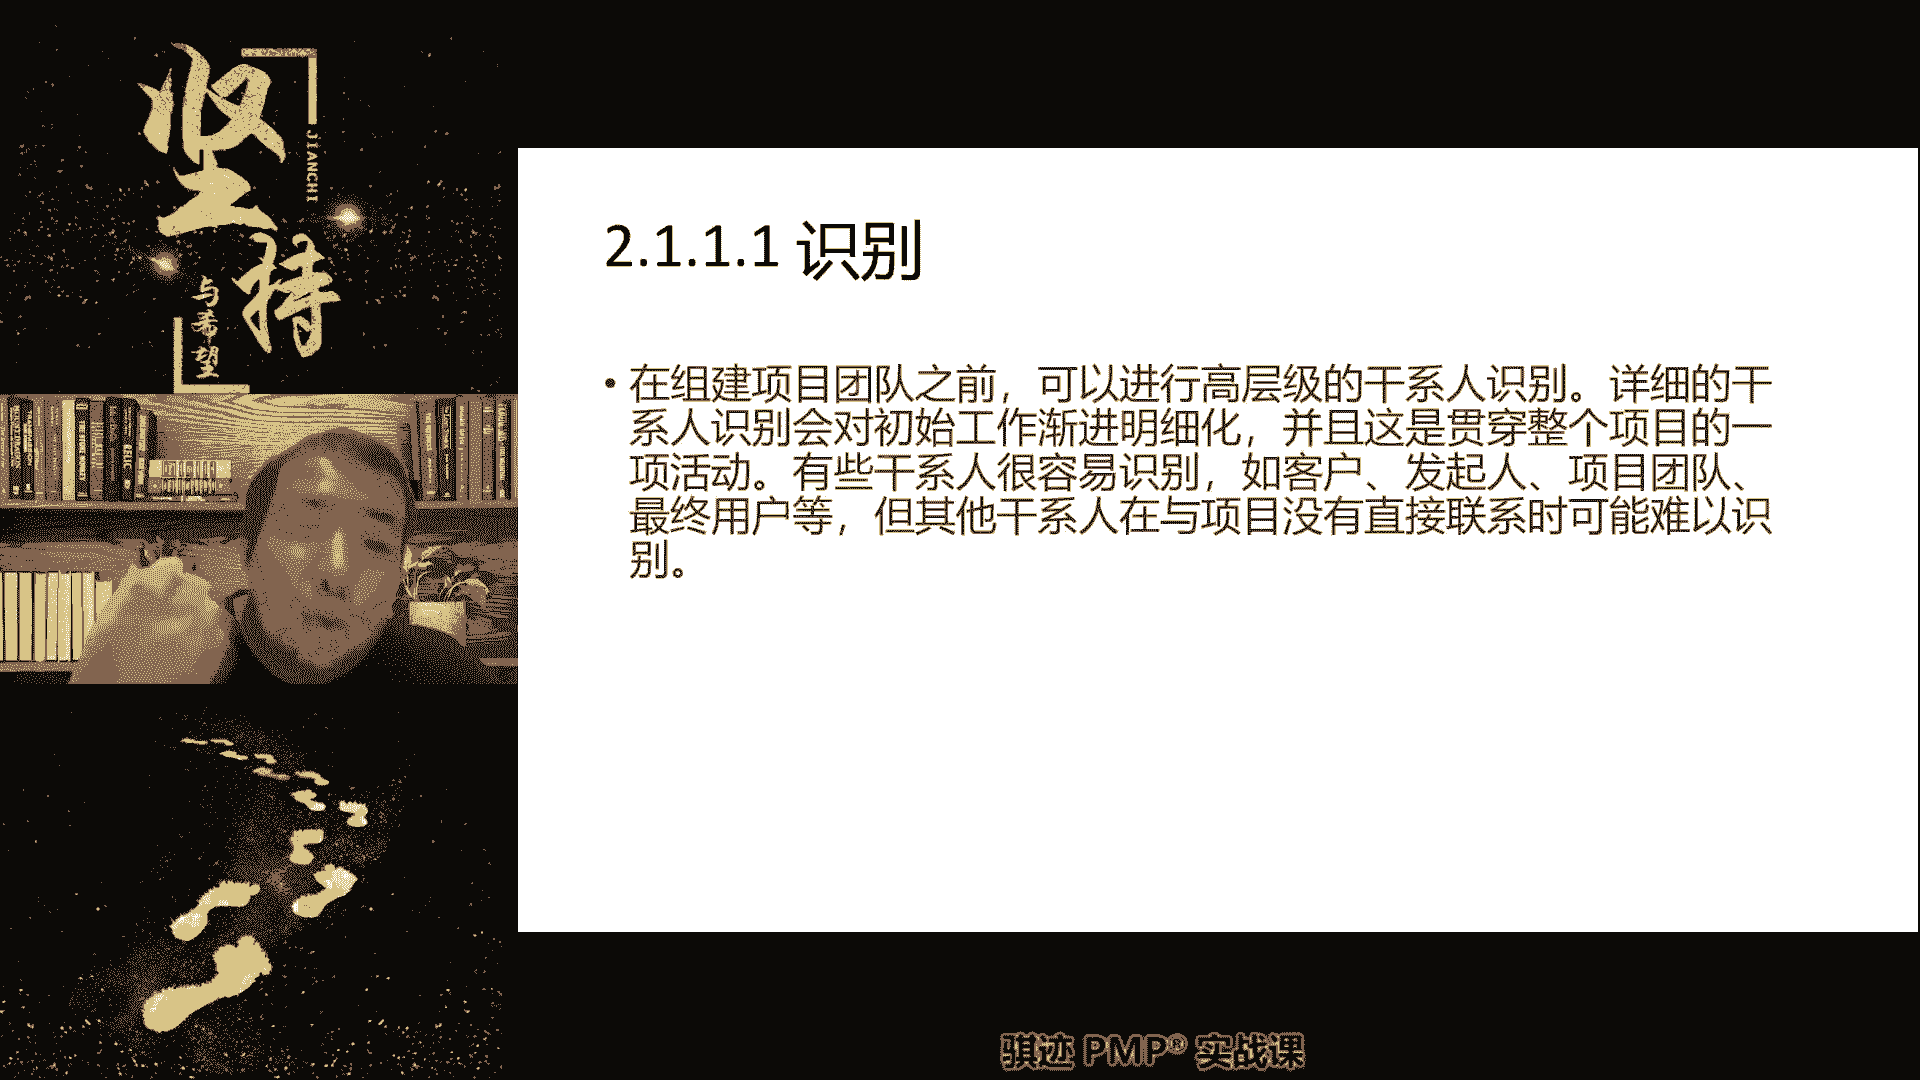 坚持
JIANCHI
与希望
2.1.1.1 识别
• 在组建项目团队之前，可以进行高层级的干系人识别。详细的干
系人识别会对初始工作渐进明细化，并且这是贯穿整个项目的一
项活动。有些干系人很容易识别，如客户、发起人、项目团队、
最终用户等，但其他干系人在与项目没有直接联系时可能难以识
别。
骐迹 PMP® 实战课